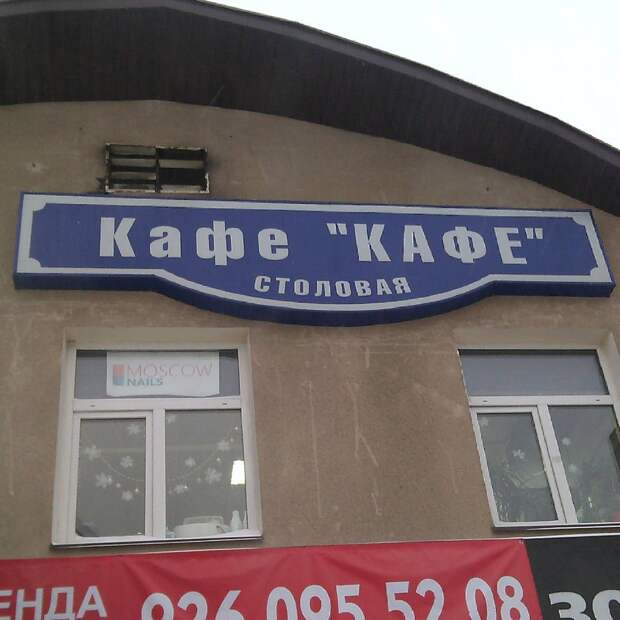 Кафе "КАФЕ"
СТОЛОВАЯ
MOSCOW
NAILS
ЕНДА 926 095 52 08